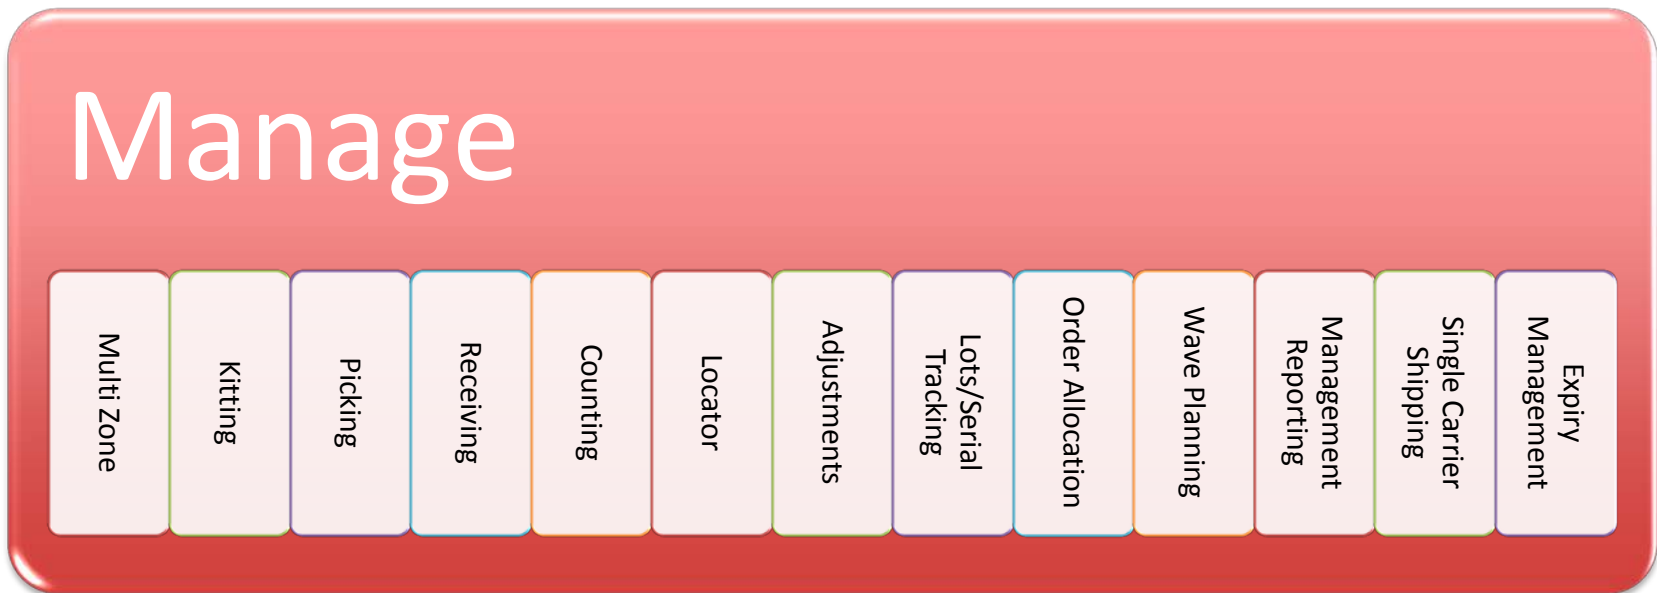 Manage
Multi Zone
Kitting
Picking
Receiving
Counting
Locator
Adjustments
Lots/Serial
Tracking
Order Allocation
Wave Planning
Management
Reporting
Single Carrier
Shipping
Expiry
Management